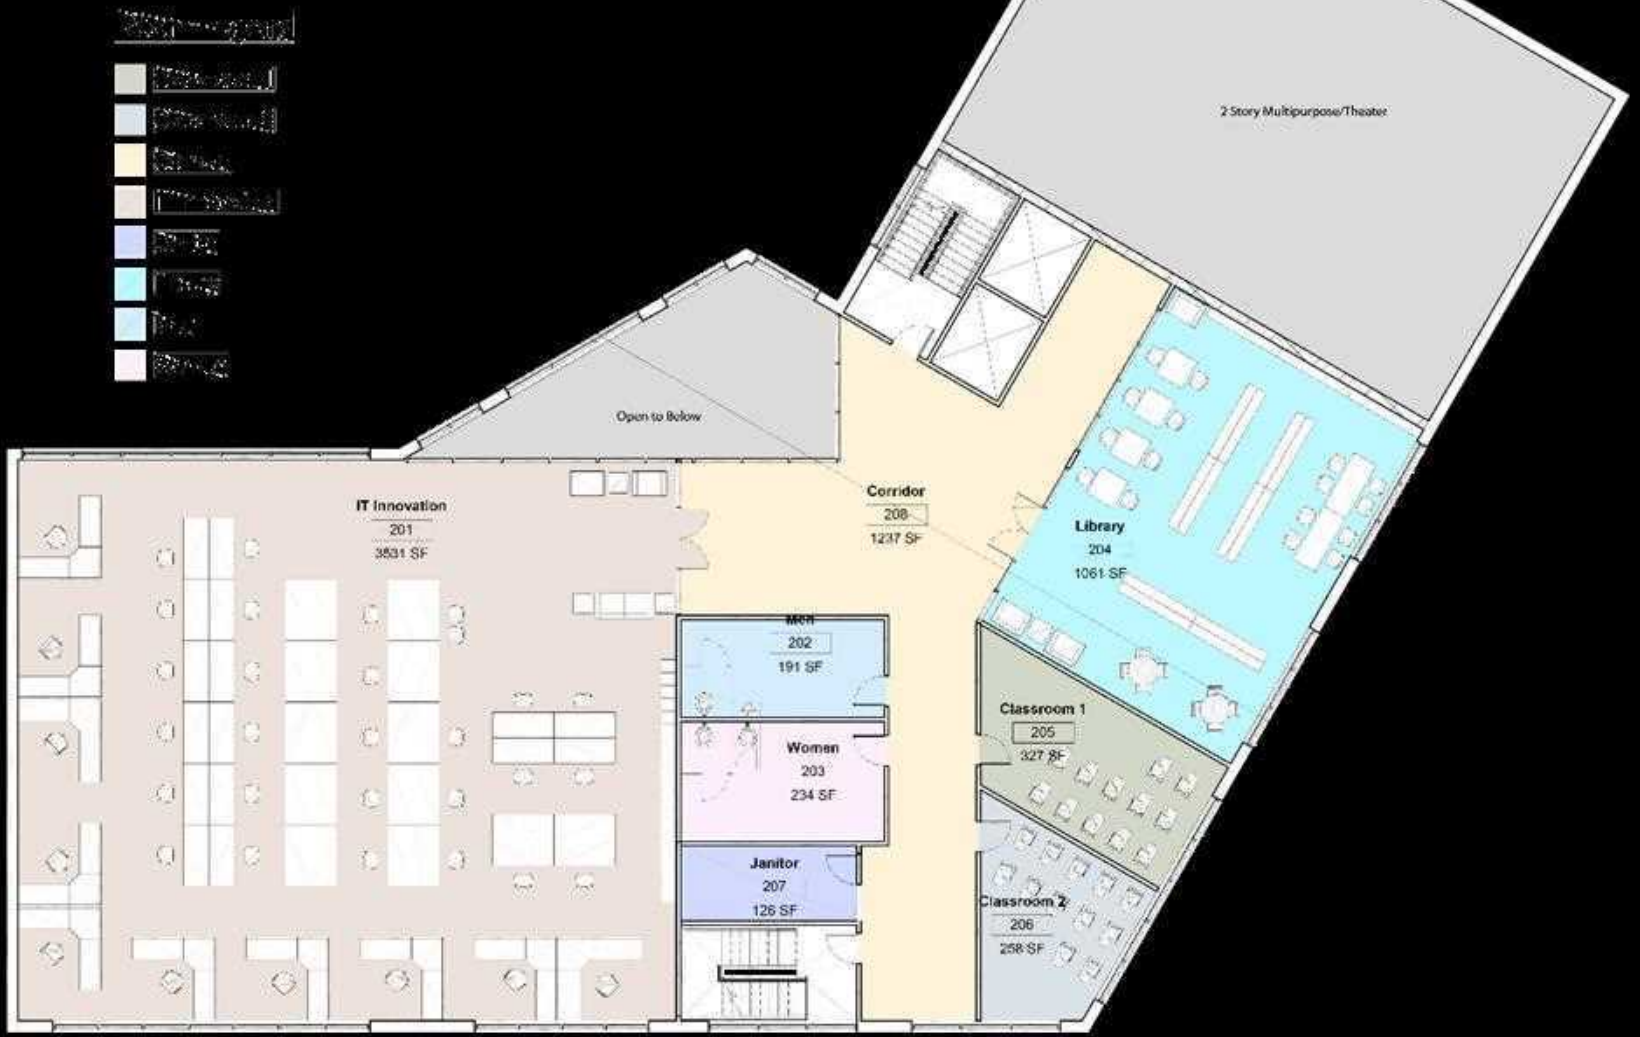 2 Story Multipurpose/Theater
Open to Below
IT Innovation
201
3531 SF
Corridor
208
1237 SF
Library
204
1061 SF
Men
202
191 SF
Women
203
234 SF
Classroom 1
205
327 SF
Janitor
207
126 SF
Classroom 2
206
258 SF